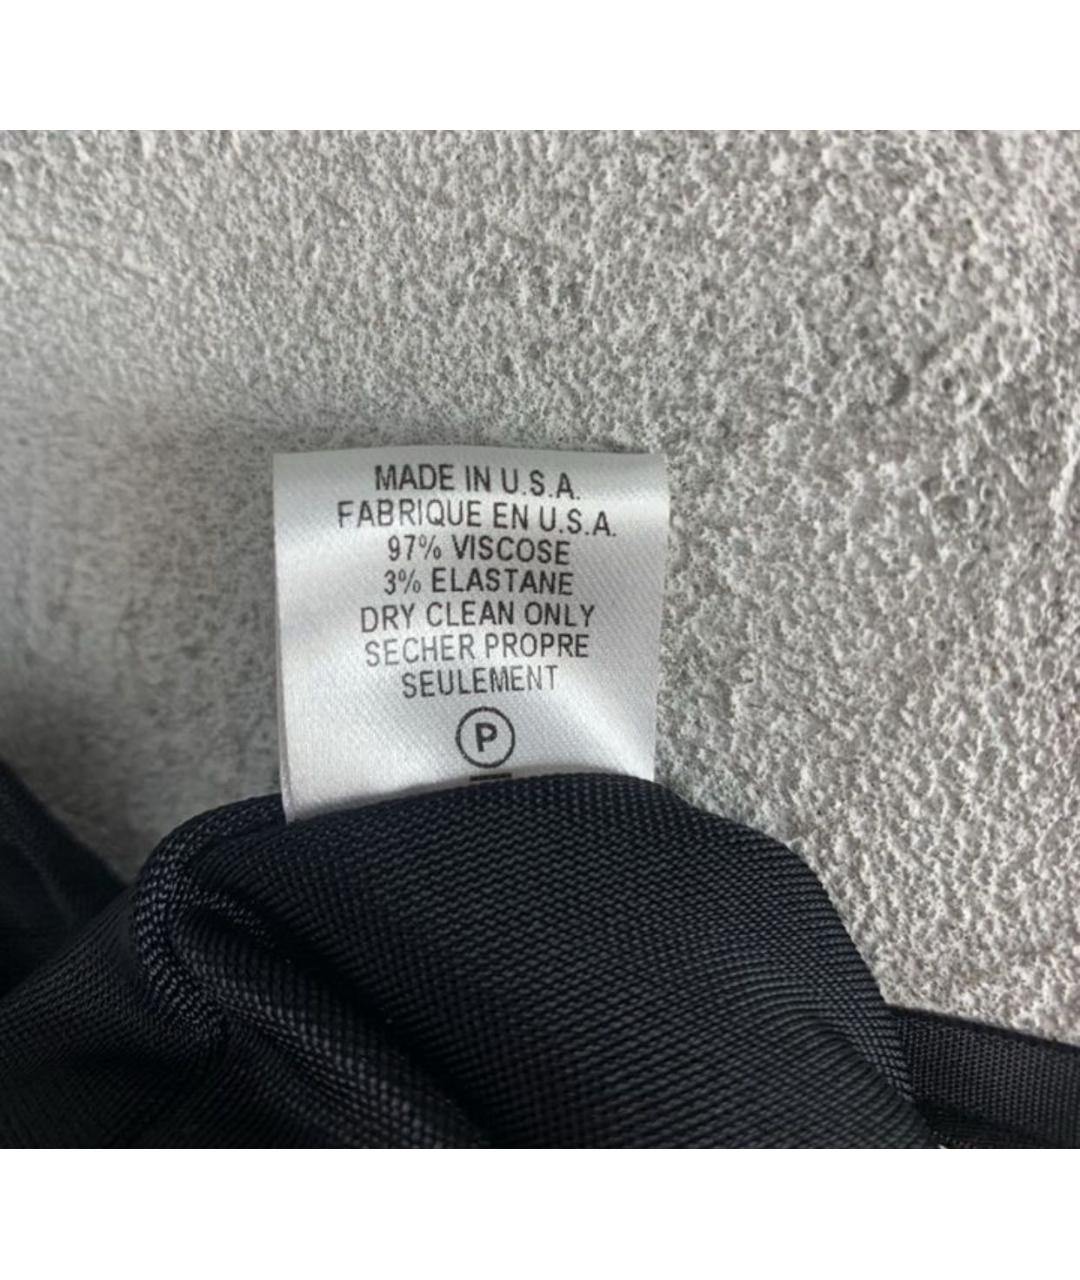 MADE IN U.S.A.
FABRIQUE EN U.S.A.
97% VISCOSE
3% ELASTANE
DRY CLEAN ONLY
SECHER PROPRE
SEULEMENT
P